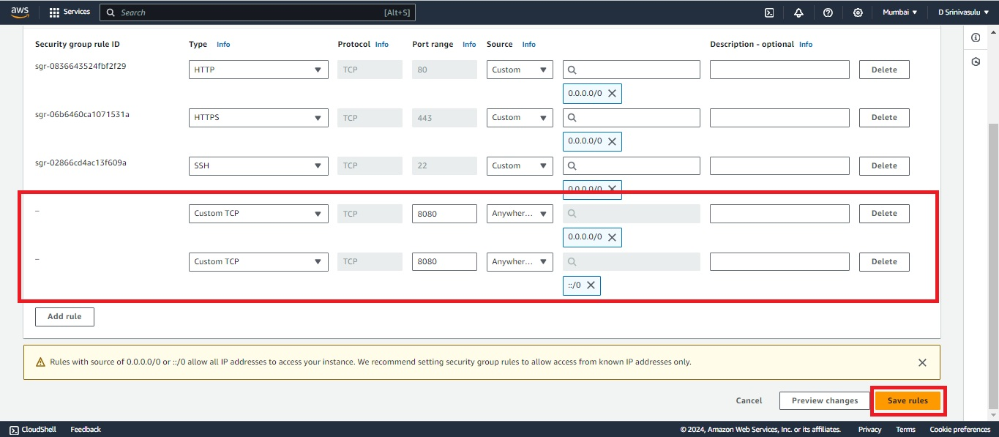 aws Services Search [Alt+S] Mumbai ▼ D Srinivasulu ▼
Security group rule ID Type Info Protocol Info Port range Info Source Info Description - optional Info
sgr-0836643524fbf2f29 HTTP TCP 80 Custom Delete
0.0.0.0/0
sgr-06b6460ca1071531a HTTPS TCP 443 Custom Delete
0.0.0.0/0
sgr-02866cd4ac13f609a SSH TCP 22 Custom Delete
0.0.0.0/0
– Custom TCP TCP 8080 Anywher... Delete
0.0.0.0/0
– Custom TCP TCP 8080 Anywher... Delete
::/0
Add rule
Rules with source of 0.0.0.0/0 or ::/0 allow all IP addresses to access your instance. We recommend setting security group rules to allow access from known IP addresses only.
Cancel Preview changes Save rules
CloudShell Feedback © 2024, Amazon Web Services, Inc. or its affiliates. Privacy Terms Cookie preferences